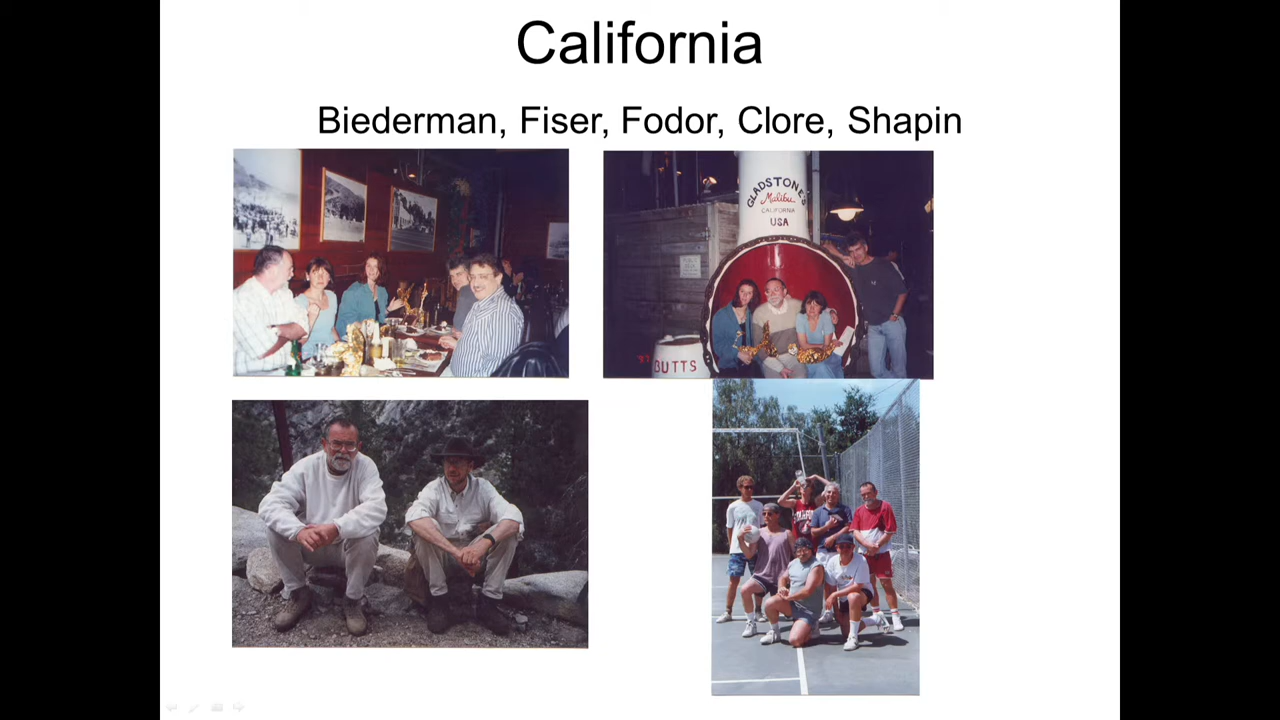 California
Biederman, Fiser, Fodor, Clore, Shapin
GLADSTONE'S
Malibu
CALIFORNIA
USA
BUTTS